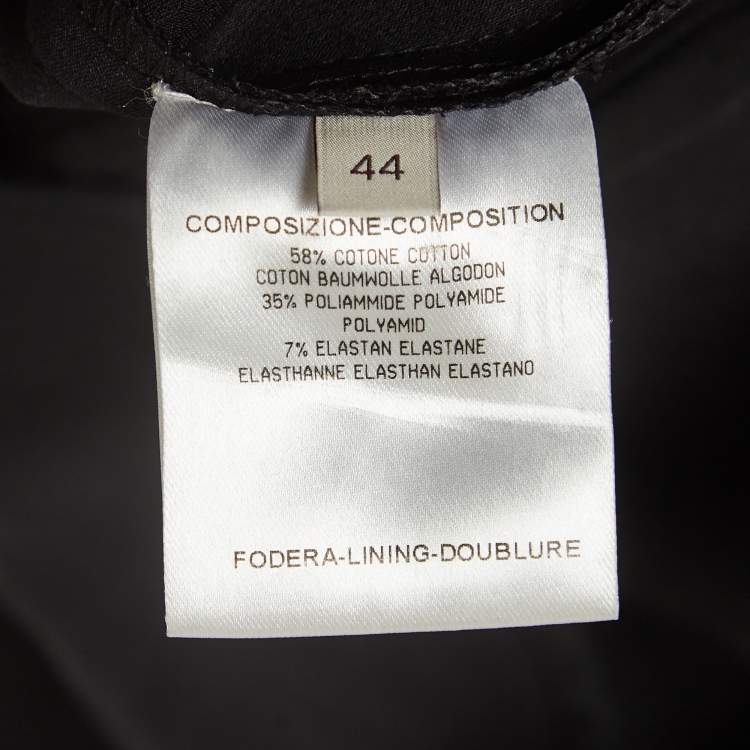 44
COMPOSIZIONE-COMPOSITION
58% COTONE COTTON
COTON BAUMWOLLE ALGODON
35% POLIAMMIDE POLYAMIDE
POLYAMID
7% ELASTAN ELASTANE
ELASTHANNE ELASTHAN ELASTANO
FODERA-LINING-DOUBLURE